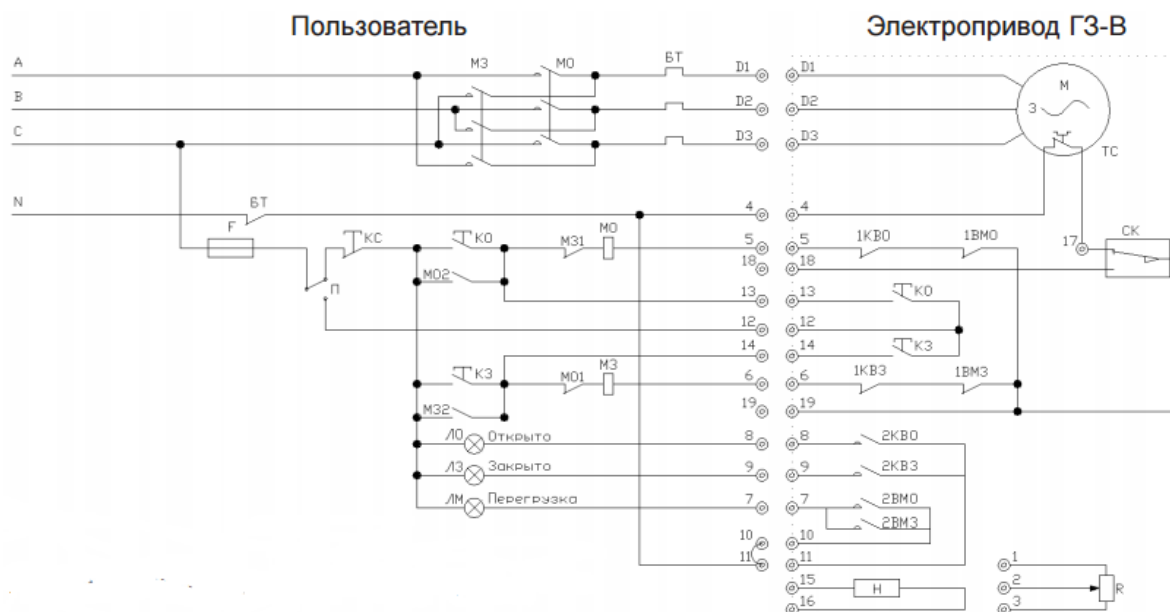 Пользователь Электропривод ГЗ-В
A МЗ МО БТ D1 D1 М
B D2 D2 3
C D3 D3 ТС
N БТ 4 4
F КС КО МЗ1 МО 5 5 1КВО 1ВМО 17 СК
МО2 18 18
П 13 13 КО
12 12
14 14 КЗ
КЗ МО1 МЗ 6 6 1КВЗ 1ВМЗ
МЗ2 19 19
ЛО Открыто 8 8 2КВО
ЛЗ Закрыто 9 9 2КВЗ
ЛМ Перегрузка 7 7 2ВМО
2ВМЗ
10 10
11 11 1
15 15 Н 2 R
16 16 3